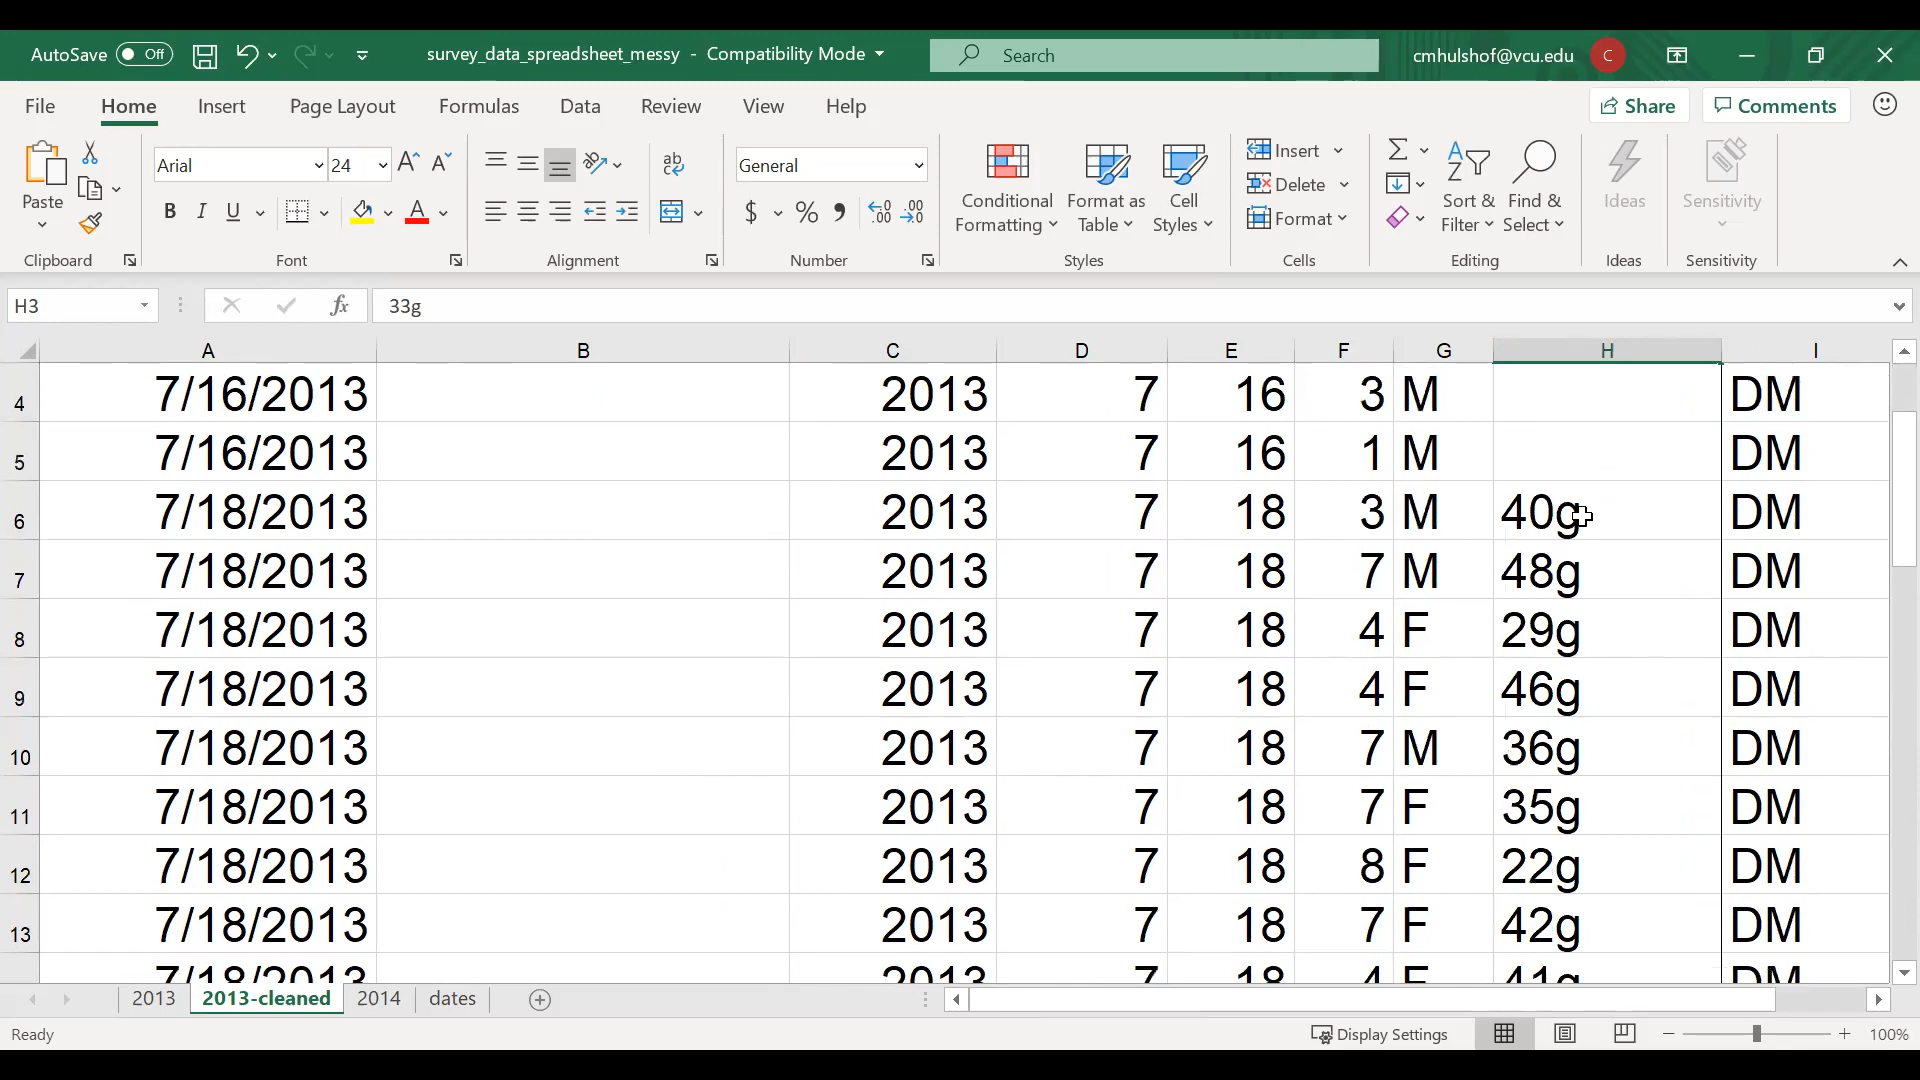 AutoSave Off survey_data_spreadsheet_messy - Compatibility Mode Search cmhulshof@vcu.edu C
File Home Insert Page Layout Formulas Data Review View Help Share Comments
Paste
Clipboard
Arial 24
B I U
Font
ab
Alignment
General
$ % 9 .00 .00
Number
Conditional Formatting
Format as Table
Cell Styles
Styles
Insert
Delete
Format
Cells
Sort & Filter
Find & Select
Editing
Ideas
Ideas
Sensitivity
Sensitivity
H3 fx 33g
A B C D E F G H I
4 7/16/2013 2013 7 16 3 M DM
5 7/16/2013 2013 7 16 1 M DM
6 7/18/2013 2013 7 18 3 M 40g DM
7 7/18/2013 2013 7 18 7 M 48g DM
8 7/18/2013 2013 7 18 4 F 29g DM
9 7/18/2013 2013 7 18 4 F 46g DM
10 7/18/2013 2013 7 18 7 M 36g DM
11 7/18/2013 2013 7 18 7 F 35g DM
12 7/18/2013 2013 7 18 8 F 22g DM
13 7/18/2013 2013 7 18 7 F 42g DM
7/18/2013 2013 7 18 4 F 41g DM
2013 2013-cleaned 2014 dates
Ready Display Settings 100%